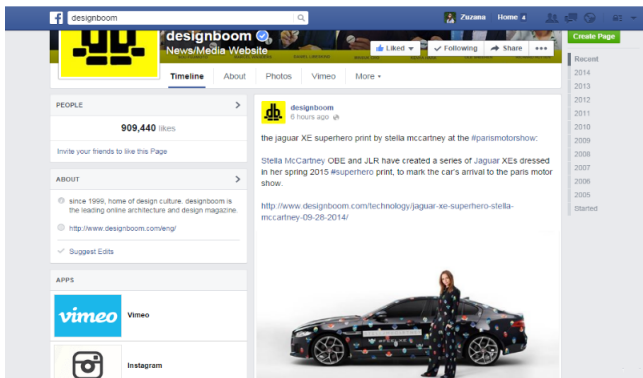 designboom
Zuzana Home 4
designboom
News/Media Website
Liked
Following
Share
Create Page
Timeline About Photos Vimeo More
Recent
2014
2013
2012
2011
2010
2009
2008
2007
2006
2005
Started
PEOPLE
909,440 likes
Invite your friends to like this Page
ABOUT
since 1999, home of design culture. designboom is
the leading online architecture and design magazine.
http://www.designboom.com/eng/
Suggest Edits
APPS
vimeo
Vimeo
Instagram
db.
designboom
6 hours ago
the jaguar XE superhero print by stella mccartney at the #parismotorshow:
Stella McCartney OBE and JLR have created a series of Jaguar XEs dressed
in her spring 2015 #superhero print, to mark the car's arrival to the paris motor
show.
http://www.designboom.com/technology/jaguar-xe-superhero-stella-
mccartney-09-28-2014/